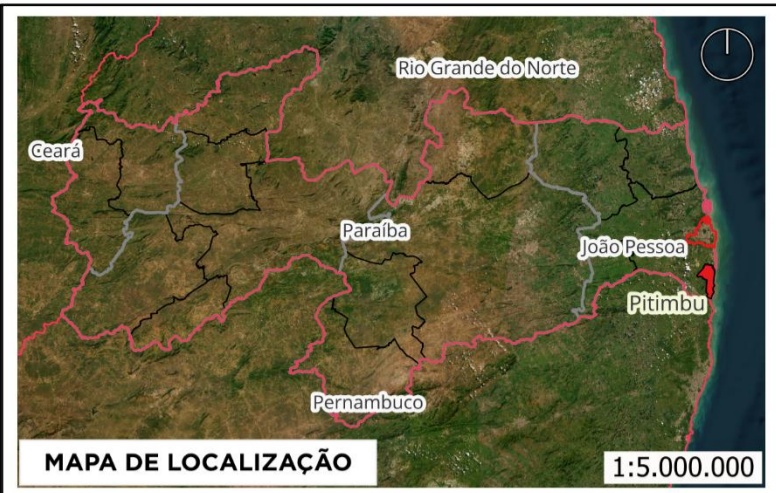 Rio Grande do Norte
Ceará
Paraíba
João Pessoa
Pitimbu
Pernambuco
MAPA DE LOCALIZAÇÃO
1:5.000.000